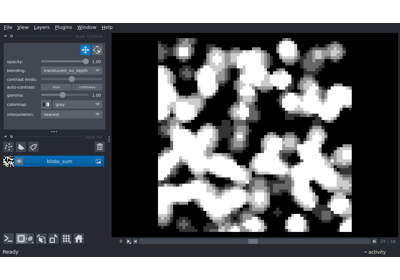 File View Layers Plugins Window Help
opacity: 1.00
blending: translucent_no_depth
contrast limits:
auto-contrast: once continuous
gamma: 1.00
colormap: gray
interpolation: nearest
blobs_sum
Ready
activity